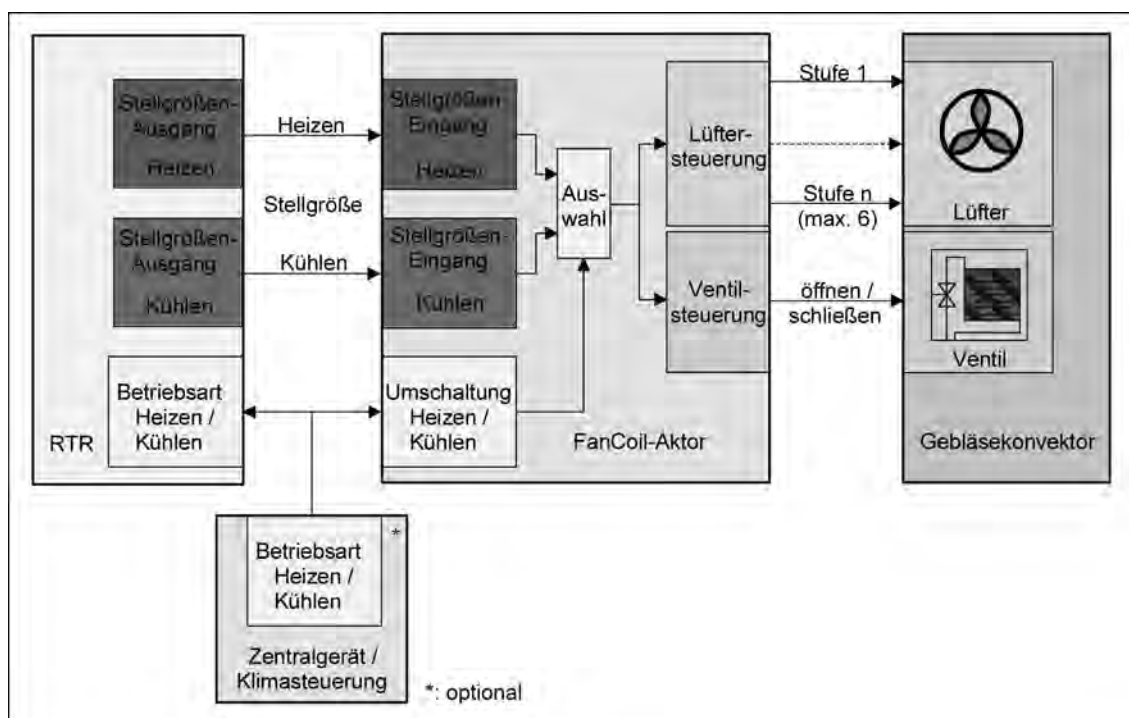 Stellgrößen-
Ausgang
Heizen
Stellgrößen-
Ausgang
Kühlen
Betriebsart
Heizen /
Kühlen
RTR
Heizen
Stellgröße
Kühlen
Stellgrößen-
Eingang
Heizen
Stellgrößen-
Eingang
Kühlen
Umschaltung
Heizen /
Kühlen
Aus-
wahl
Lüfter-
steuerung
Ventil-
steuerung
FanCoil-Aktor
Stufe 1
Stufe n
(max. 6)
öffnen /
schließen
Lüfter
Ventil
Gebläsekonvektor
Betriebsart
Heizen /
Kühlen
*
Zentralgerät /
Klimasteuerung
*: optional